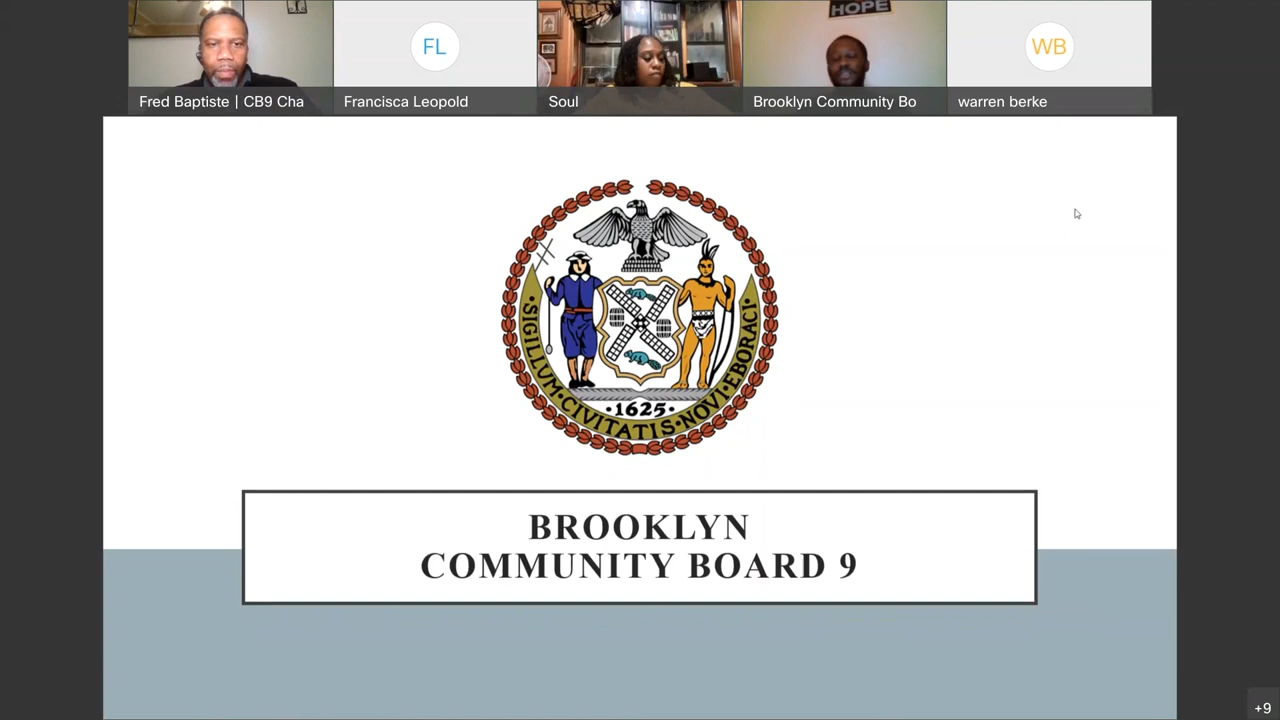 HOPE
FL
WB
Fred Baptiste | CB9 Cha
Francisca Leopold
Soul
Brooklyn Community Bo
warren berke
SIGILLUM·CIVITATIS·NOVI·EBORACI
·1625·
BROOKLYN
COMMUNITY BOARD 9
+9